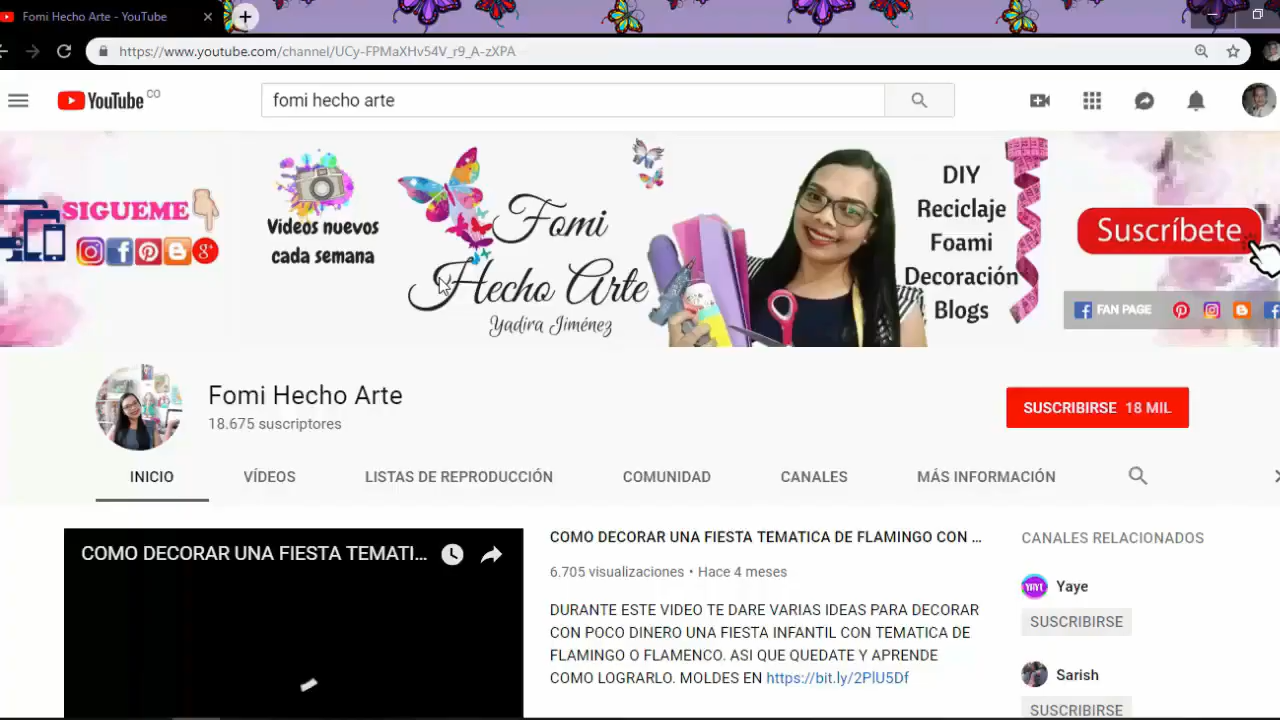 Fomi Hecho Arte - YouTube
https://www.youtube.com/channel/UCy-FPMaXHv54V_r9_A-zXPA
YouTube CO
fomi hecho arte
SIGUEME
Videos nuevos
cada semana
Fomi
Hecho Arte
Yadira Jiménez
DIY
Reciclaje
Foami
Decoración
Blogs
Suscríbete
FAN PAGE
Fomi Hecho Arte
18.675 suscriptores
SUSCRIBIRSE 18 MIL
INICIO VÍDEOS LISTAS DE REPRODUCCIÓN COMUNIDAD CANALES MÁS INFORMACIÓN
COMO DECORAR UNA FIESTA TEMATI...
COMO DECORAR UNA FIESTA TEMATICA DE FLAMINGO CON ...
6.705 visualizaciones • Hace 4 meses
DURANTE ESTE VIDEO TE DARE VARIAS IDEAS PARA DECORAR
CON POCO DINERO UNA FIESTA INFANTIL CON TEMATICA DE
FLAMINGO O FLAMENCO. ASI QUE QUEDATE Y APRENDE
COMO LOGRARLO. MOLDES EN https://bit.ly/2PlU5Df
CANALES RELACIONADOS
Yaye
SUSCRIBIRSE
Sarish
SUSCRIBIRSE